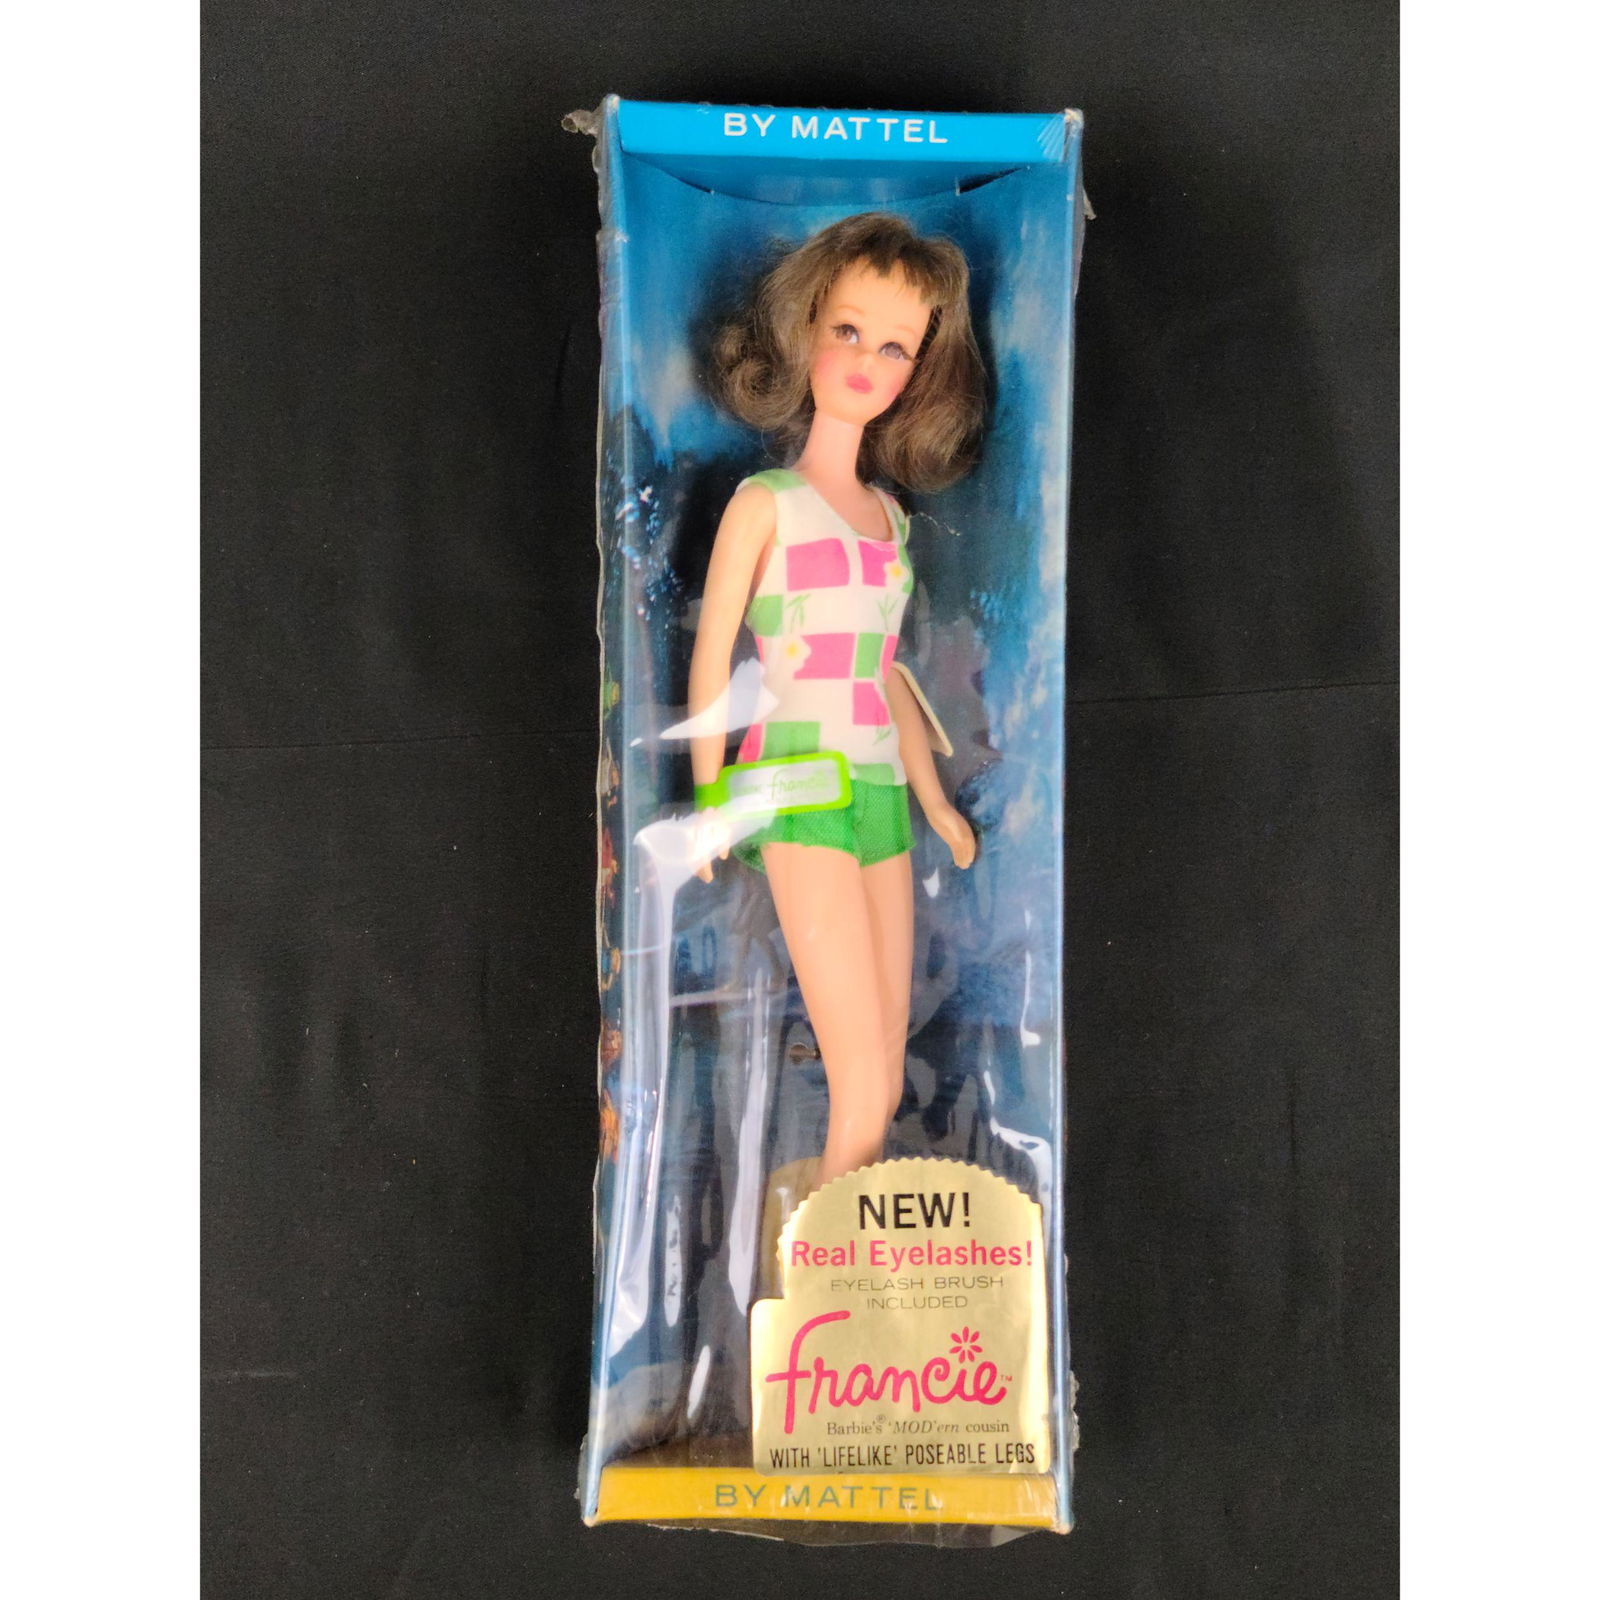 BY MATTEL
francie
NEW!
Real Eyelashes!
EYELASH BRUSH
INCLUDED
francie™
Barbie's® 'MOD'ern cousin
WITH 'LIFELIKE' POSEABLE LEGS
BY MATTEL